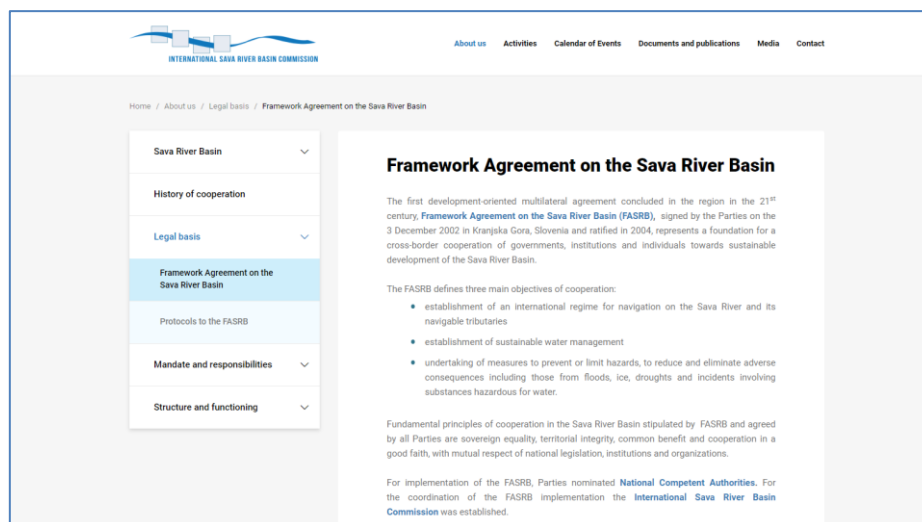 INTERNATIONAL SAVA RIVER BASIN COMMISSION
About us Activities Calendar of Events Documents and publications Media Contact
Home / About us / Legal basis / Framework Agreement on the Sava River Basin
Sava River Basin
History of cooperation
Legal basis
Framework Agreement on the
Sava River Basin
Protocols to the FASRB
Mandate and responsibilities
Structure and functioning
Framework Agreement on the Sava River Basin
The first development-oriented multilateral agreement concluded in the region in the 21st
century, Framework Agreement on the Sava River Basin (FASRB), signed by the Parties on the
3 December 2002 in Kranjska Gora, Slovenia and ratified in 2004, represents a foundation for a
cross-border cooperation of governments, institutions and individuals towards sustainable
development of the Sava River Basin.
The FASRB defines three main objectives of cooperation:
• establishment of an international regime for navigation on the Sava River and its
navigable tributaries
• establishment of sustainable water management
• undertaking of measures to prevent or limit hazards, to reduce and eliminate adverse
consequences including those from floods, ice, droughts and incidents involving
substances hazardous for water.
Fundamental principles of cooperation in the Sava River Basin stipulated by FASRB and agreed
by all Parties are sovereign equality, territorial integrity, common benefit and cooperation in a
good faith, with mutual respect of national legislation, institutions and organizations.
For implementation of the FASRB, Parties nominated National Competent Authorities. For
the coordination of the FASRB implementation the International Sava River Basin
Commission was established.